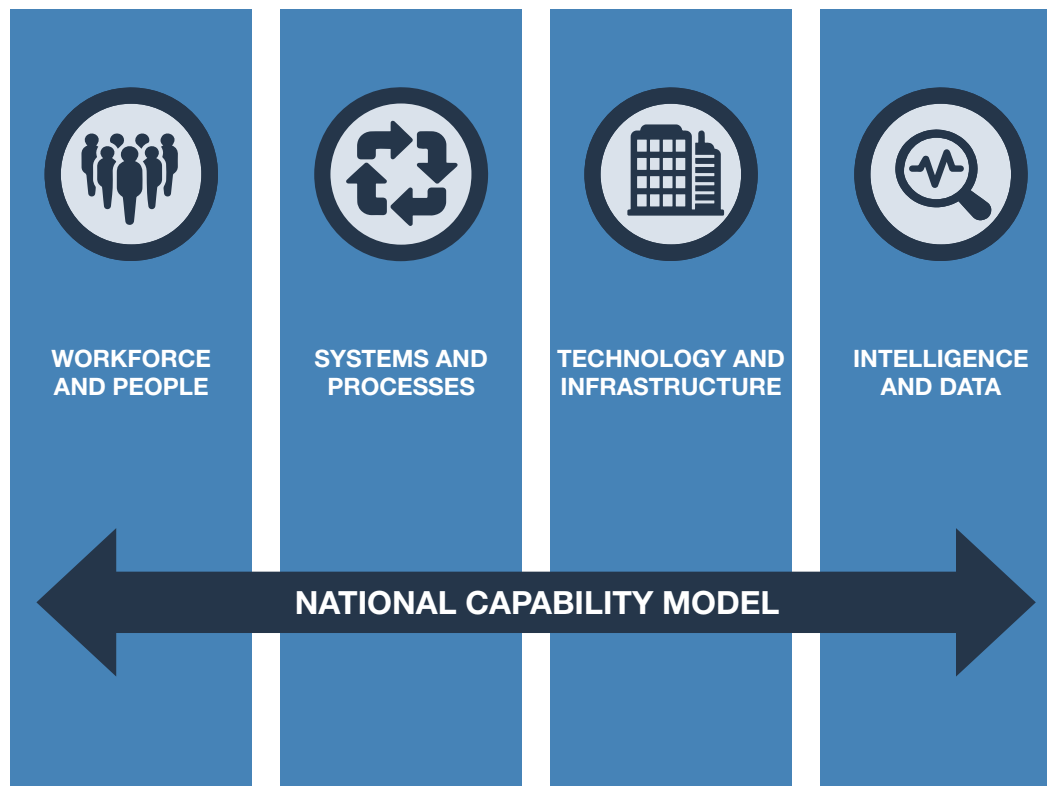 WORKFORCE
AND PEOPLE
SYSTEMS AND
PROCESSES
TECHNOLOGY AND
INFRASTRUCTURE
INTELLIGENCE
AND DATA
NATIONAL CAPABILITY MODEL